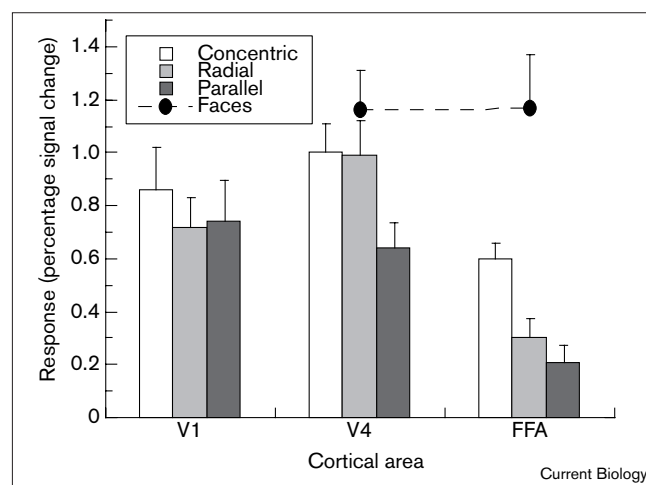 Response (percentage signal change)
1.4
1.2
1.0
0.8
0.6
0.4
0.2
0
Concentric
Radial
Parallel
Faces
V1 V4 FFA
Cortical area
Current Biology